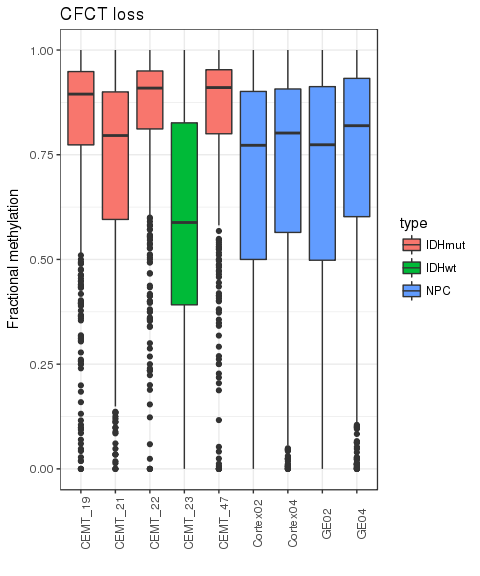 CFCT loss
Fractional methylation
1.00
0.75
0.50
0.25
0.00
CEMT_19
CEMT_21
CEMT_22
CEMT_23
CEMT_47
Cortex02
Cortex04
GE02
GE04
type
IDHmut
IDHwt
NPC